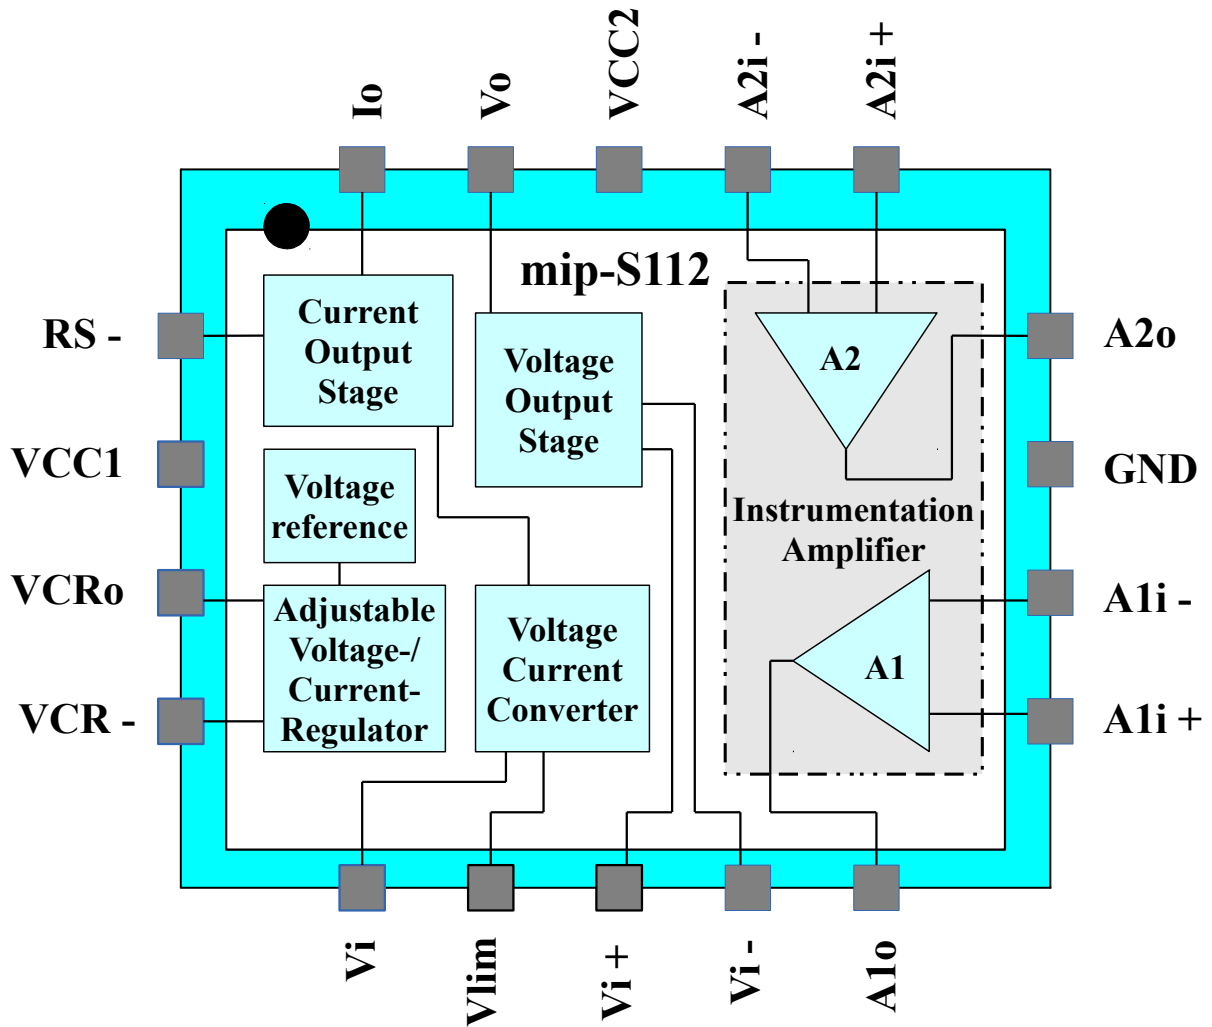 Io
Vo
VCC2
A2i -
A2i +
mip-S112
RS -
Current
Output
Stage
Voltage
Output
Stage
A2
A2o
VCC1
GND
Voltage
reference
Instrumentation
Amplifier
VCRo
Adjustable
Voltage-/
Current-
Regulator
Voltage
Current
Converter
A1
A1i -
VCR -
A1i +
Vi
Vlim
Vi +
Vi -
A1o